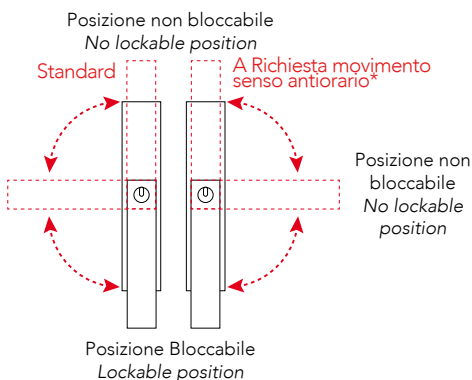 Posizione non bloccabile
No lockable position
Standard
A Richiesta movimento
senso antiorario*
Posizione non
bloccabile
No lockable
position
Posizione Bloccabile
Lockable position